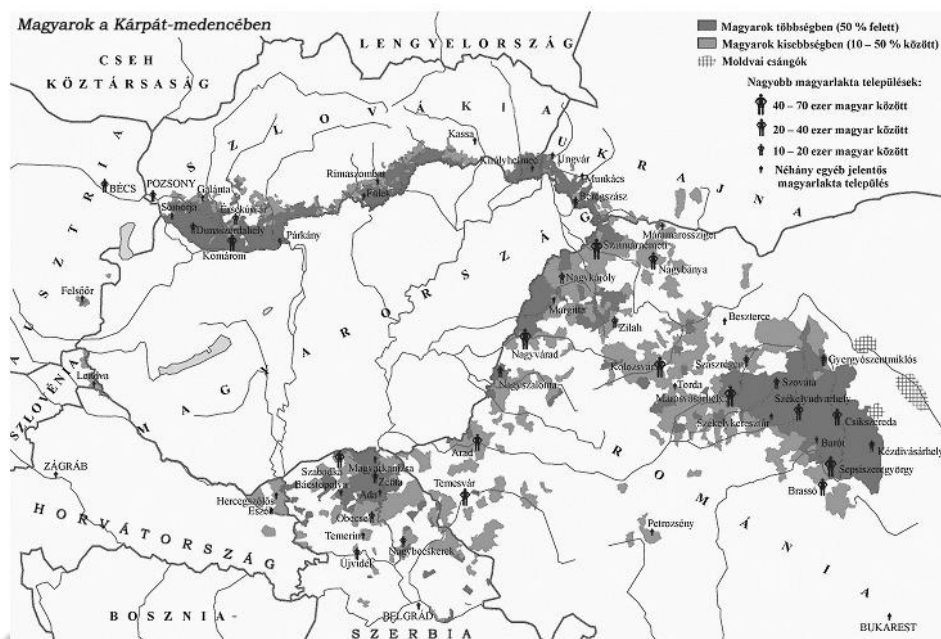 Magyarok a Kárpát-medencében
Magyarok többségben (50 % felett)
Magyarok kisebbségben (10 – 50 % között)
Moldvai csángók
Nagyobb magyarlakta települések:
40 – 70 ezer magyar között
20 – 40 ezer magyar között
10 – 20 ezer magyar között
Néhány egyéb jelentős
magyarlakta település
LENGYELORSZÁG
CSEH
KÖZTÁRSASÁG
SZLOVÁKIA
UKRAJNA
AUSZTRIA
Kassa
Királyhelmec
Ungvár
Munkács
Beregszász
Rimaszombat
Fülek
BÉCS
POZSONY
Galánta
Somorja
Érsekújvár
Dunaszerdahely
Komárom
Párkány
Máramarossziget
Szatmárnémeti
Nagybánya
Nagykároly
Margitta
Zilah
Beszterce
Felsőőr
MAGYARORSZÁG
Nagyvárad
Nagyszalonta
Kolozsvár
Torda
Szászrégen
Marosvásárhely
Gyergyószentmiklós
Szováta
Székelyudvarhely
Székelykeresztúr
Csíkszereda
Barót
Kézdivásárhely
Sepsiszentgyörgy
Brassó
Lendva
SZLOVÉNIA
ZÁGRÁB
HORVÁTORSZÁG
Szabadka
Magyarkanizsa
Bácstopolya
Zenta
Ada
Hercegszőlős
Eszék
Óbecse
Temerin
Nagybecskerek
Újvidék
Arad
Temesvár
Petrozsény
ROMÁNIA
BOSZNIA-
BELGRÁD
SZERBIA
BUKAREST